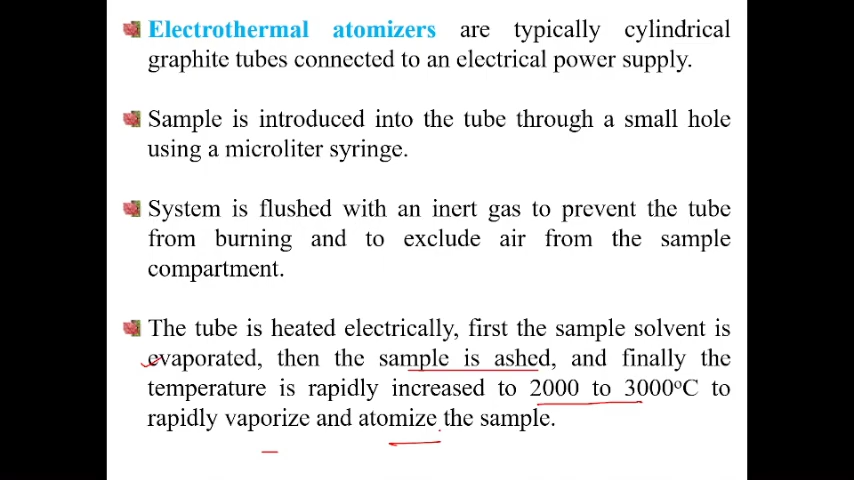 Electrothermal atomizers are typically cylindrical
graphite tubes connected to an electrical power supply.
Sample is introduced into the tube through a small hole
using a microliter syringe.
System is flushed with an inert gas to prevent the tube
from burning and to exclude air from the sample
compartment.
The tube is heated electrically, first the sample solvent is
evaporated, then the sample is ashed, and finally the
temperature is rapidly increased to 2000 to 3000°C to
rapidly vaporize and atomize the sample.